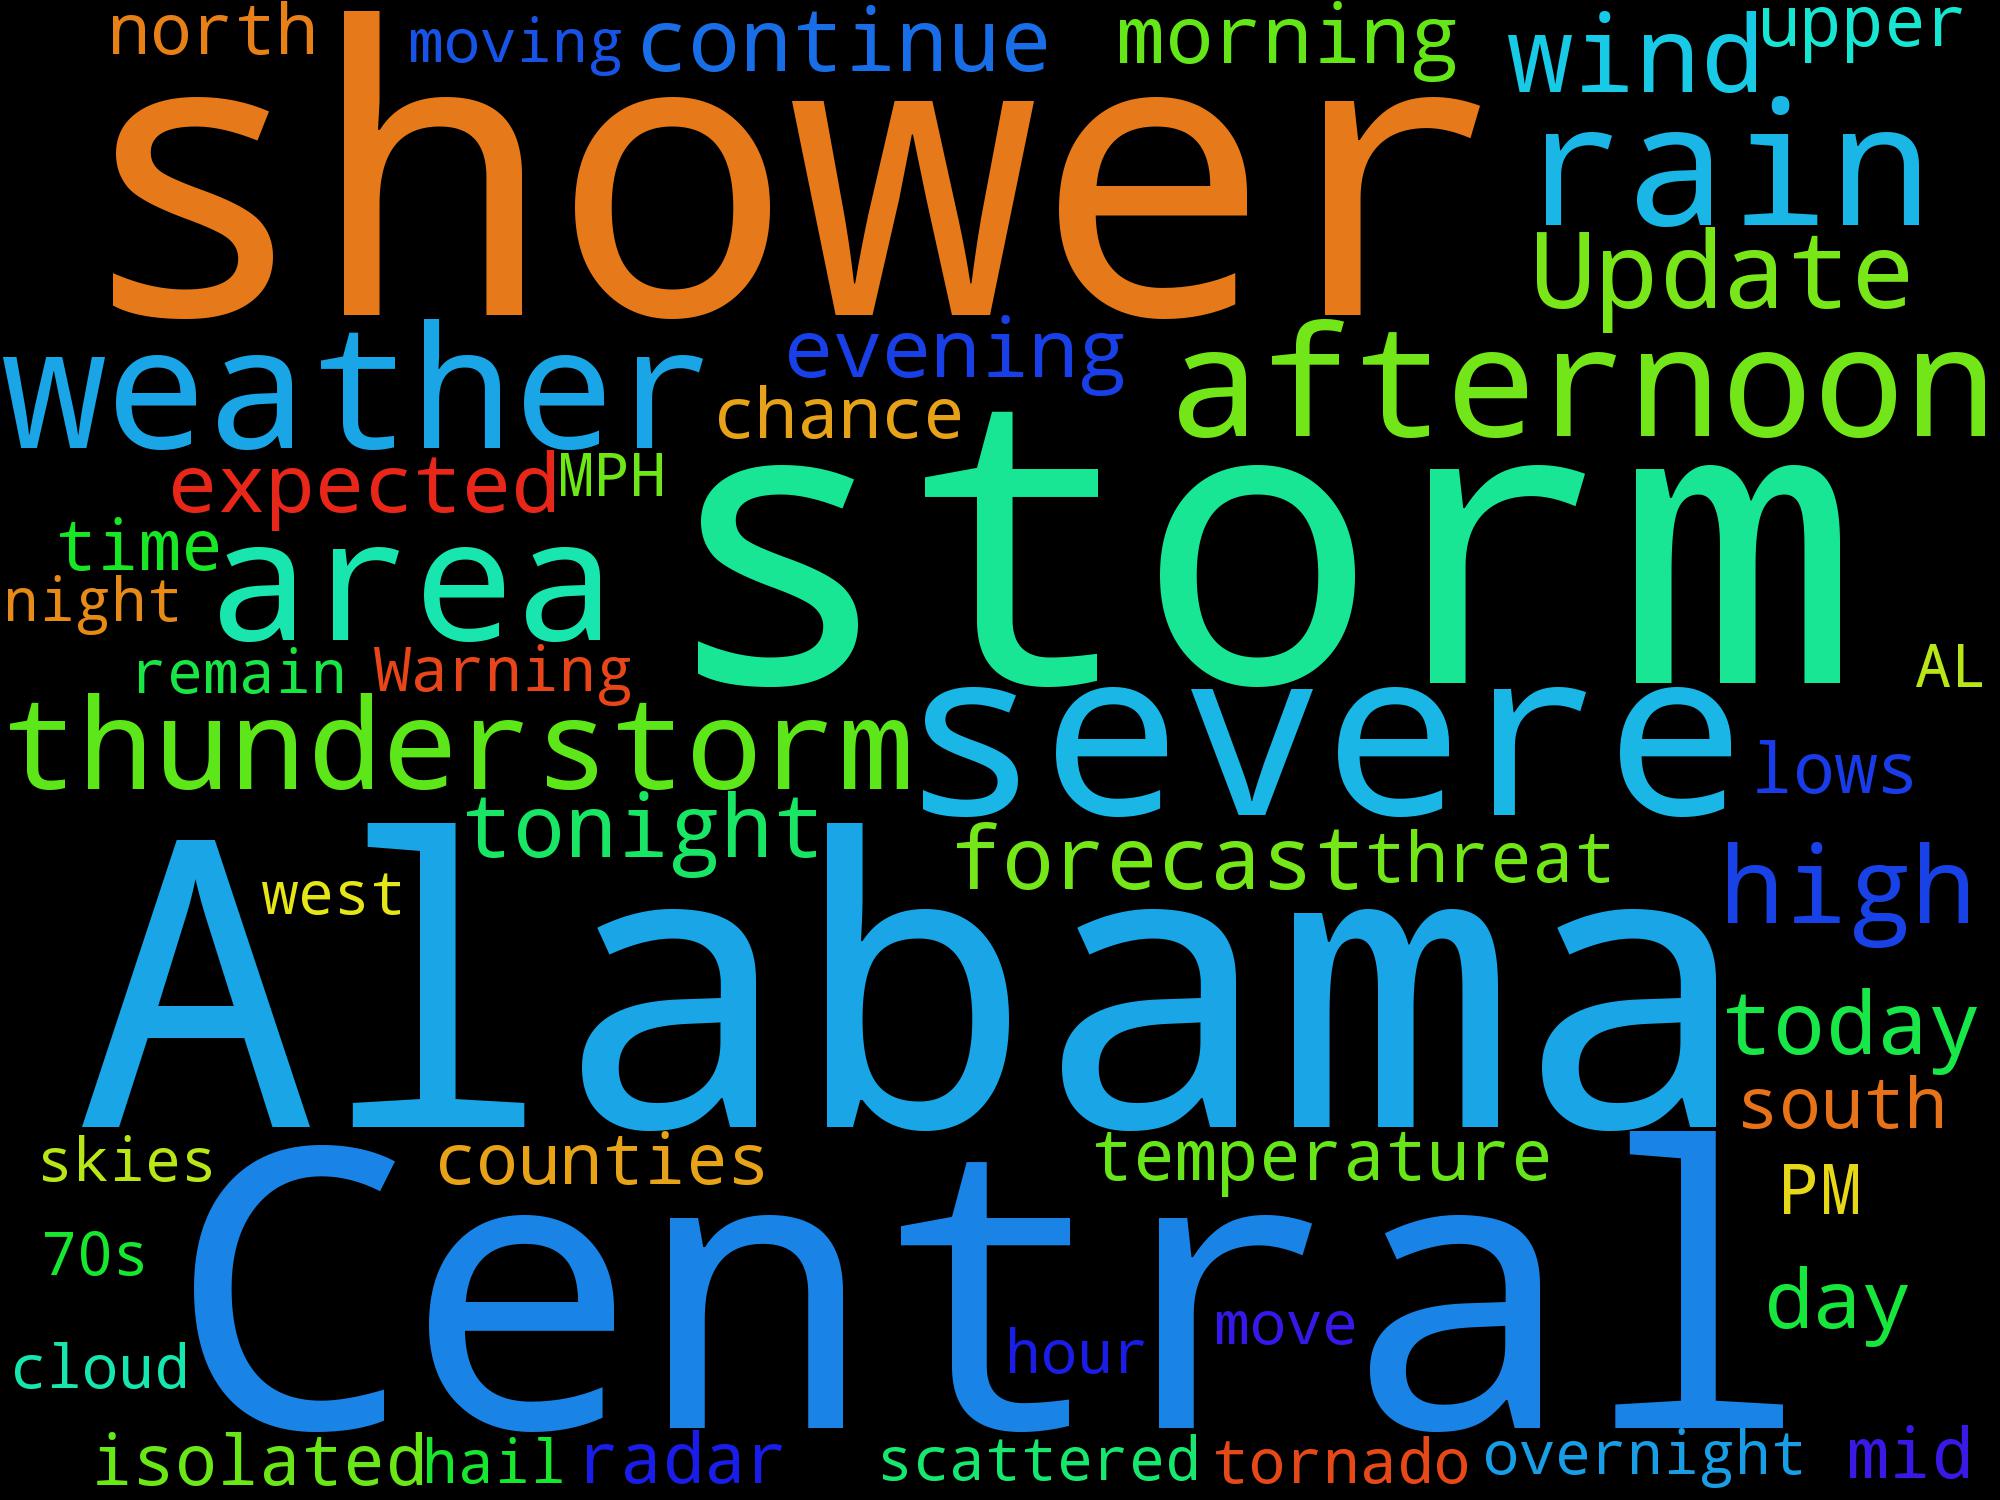 north moving continue morning wind upper
shower rain
Update
weather evening afternoon
chance
expected MPH storm
time area
night
remain Warning AL
thunderstorm severe lows
tonight forecast threat high
Alabama
west
today
south
skies counties temperature PM
Central
70s day
cloud hour move
isolated hail radar scattered tornado overnight mid